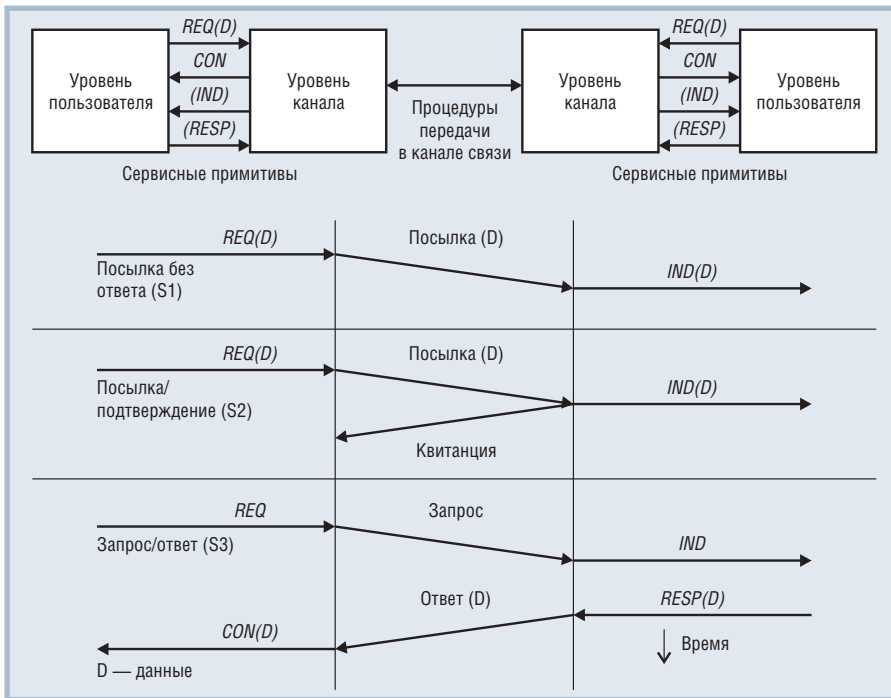 REQ(D)
CON
(IND)
(RESP)
Уровень
пользователя
Уровень
канала
Процедуры
передачи
в канале связи
REQ(D)
CON
(IND)
(RESP)
Уровень
канала
Уровень
пользователя
Сервисные примитивы
Сервисные примитивы
REQ(D)
Посылка (D)
IND(D)
Посылка без
ответа (S1)
REQ(D)
Посылка (D)
IND(D)
Посылка/
подтверждение (S2)
Квитанция
REQ
Запрос
IND
Запрос/ответ (S3)
Ответ (D)
RESP(D)
CON(D)
Время
D — данные